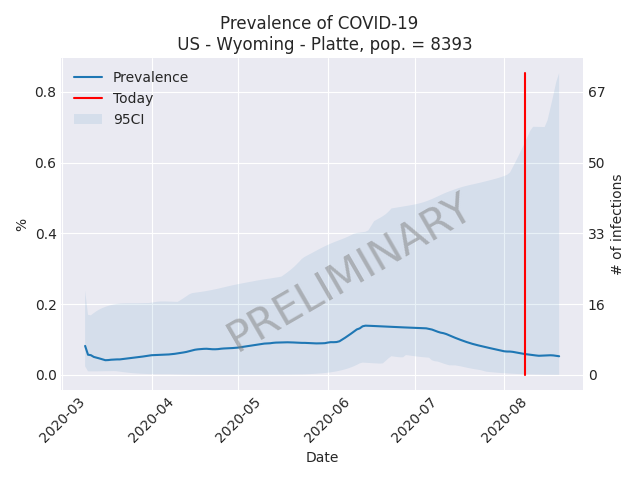 Prevalence of COVID-19
US - Wyoming - Platte, pop. = 8393
Prevalence
Today
95CI
PRELIMINARY
%
0.8
0.6
0.4
0.2
0.0
67
50
33
16
0
# of infections
2020-03
2020-04
2020-05
2020-06
2020-07
2020-08
Date